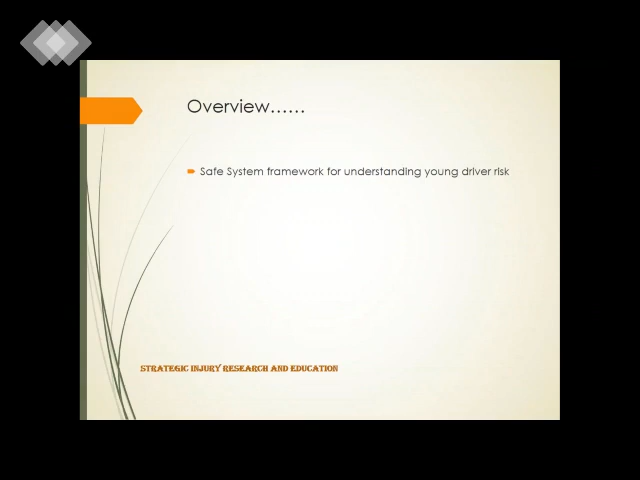 Overview……
Safe System framework for understanding young driver risk
STRATEGIC INJURY RESEARCH AND EDUCATION